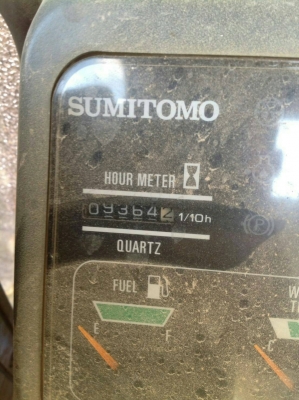 SUMITOMO
HOUR METER
093642 1/10h
QUARTZ
FUEL
E F
C